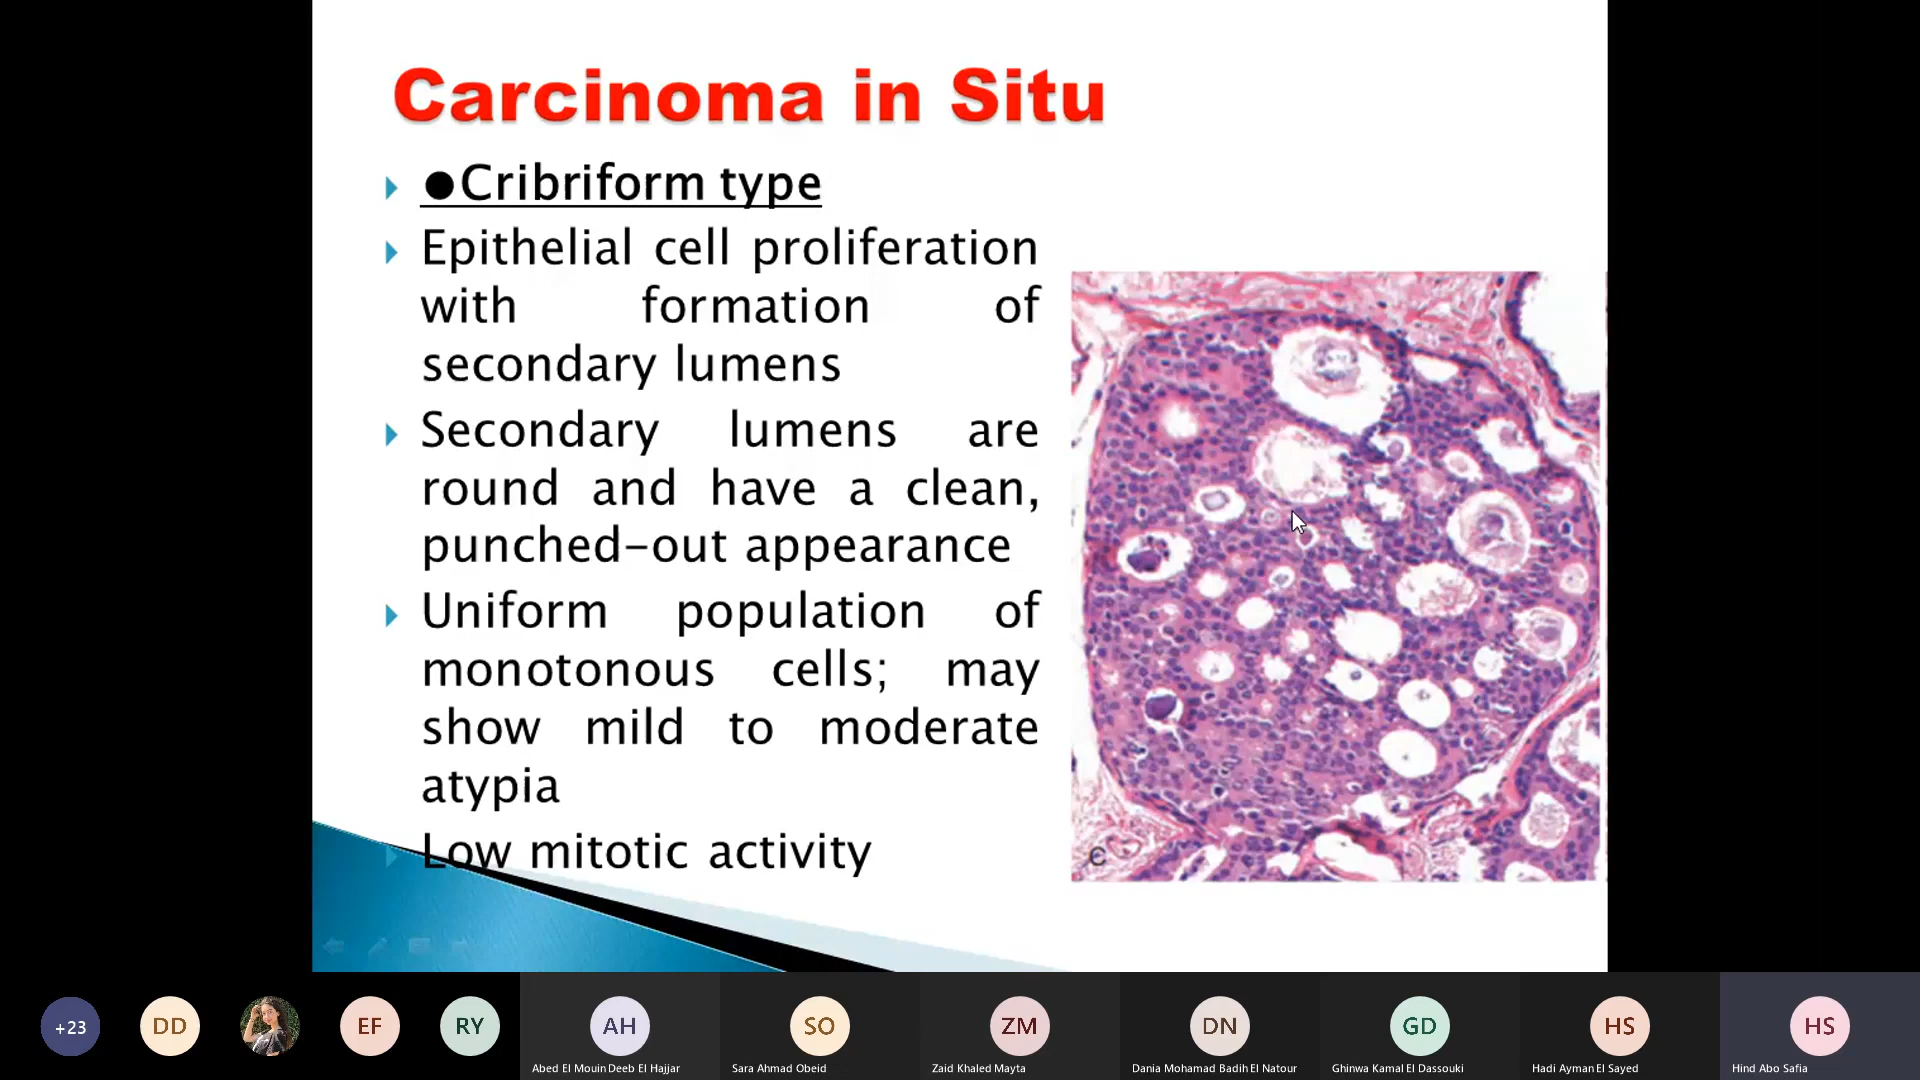 Carcinoma in Situ
●Cribriform type
Epithelial cell proliferation
with formation of
secondary lumens
Secondary lumens are
round and have a clean,
punched-out appearance
Uniform population of
monotonous cells; may
show mild to moderate
atypia
Low mitotic activity
C
+23
DD
EF
RY
AH
SO
ZM
DN
GD
HS
HS
Abed El Mouin Deeb El Hajjar
Sara Ahmad Obeid
Zaid Khaled Mayta
Dania Mohamad Badih El Natour
Ghinwa Kamal El Dassouki
Hadi Ayman El Sayed
Hind Abo Safia